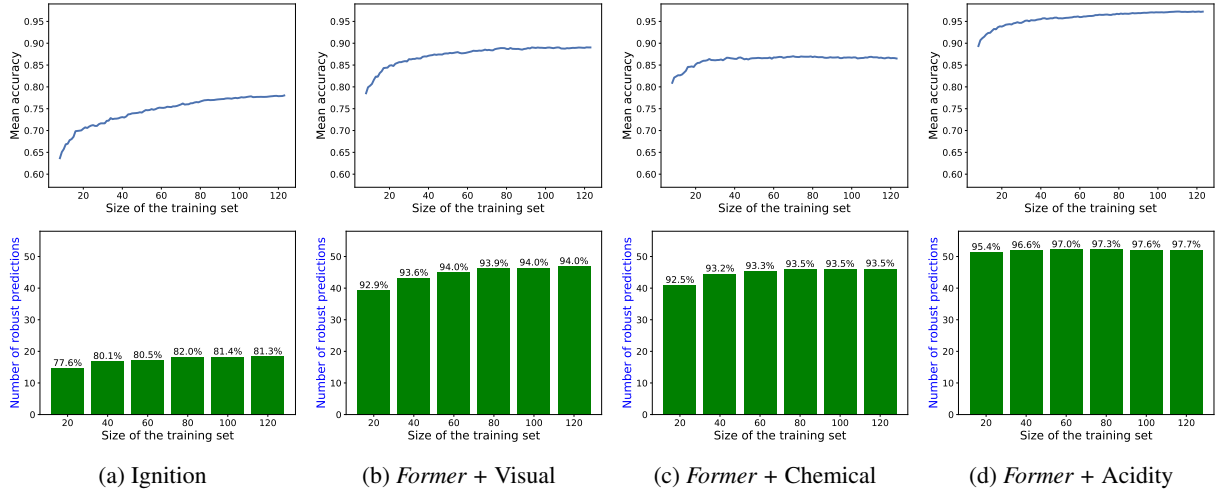 0.95
0.90
0.85
0.80
0.75
0.70
0.65
0.60
Mean accuracy
20 40 60 80 100 120
Size of the training set
0.95
0.90
0.85
0.80
0.75
0.70
0.65
0.60
Mean accuracy
20 40 60 80 100 120
Size of the training set
0.95
0.90
0.85
0.80
0.75
0.70
0.65
0.60
Mean accuracy
20 40 60 80 100 120
Size of the training set
0.95
0.90
0.85
0.80
0.75
0.70
0.65
0.60
Mean accuracy
20 40 60 80 100 120
Size of the training set
50
40
30
20
10
0
Number of robust predictions
77.6% 80.1% 80.5% 82.0% 81.4% 81.3%
20 40 60 80 100 120
Size of the training set
(a) Ignition
50
40
30
20
10
0
Number of robust predictions
92.9% 93.6% 94.0% 93.9% 94.0% 94.0%
20 40 60 80 100 120
Size of the training set
(b) Former + Visual
50
40
30
20
10
0
Number of robust predictions
92.5% 93.2% 93.3% 93.5% 93.5% 93.5%
20 40 60 80 100 120
Size of the training set
(c) Former + Chemical
50
40
30
20
10
0
Number of robust predictions
95.4% 96.6% 97.0% 97.3% 97.6% 97.7%
20 40 60 80 100 120
Size of the training set
(d) Former + Acidity